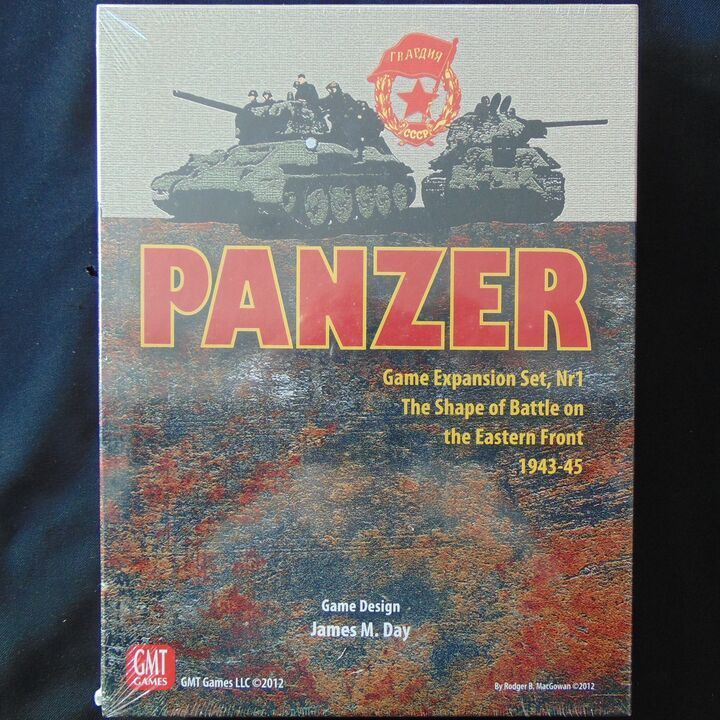 ГВАРДИЯ
СССР
PANZER
Game Expansion Set, Nr1
The Shape of Battle on
the Eastern Front
1943-45
Game Design
James M. Day
GMT
GAMES
GMT Games LLC ©2012
By Rodger B. MacGowan ©2012